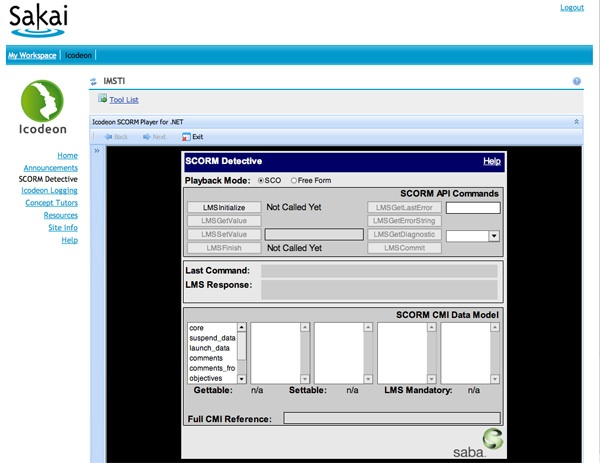 Sakai
Logout
My Workspace
Icodeon
IMSTI
Tool List
Icodeon
Icodeon SCORM Player for .NET
Back
Next
Exit
Home
Announcements
SCORM Detective
Icodeon Logging
Concept Tutors
Resources
Site Info
Help
SCORM Detective
Help
Playback Mode: SCO Free Form
SCORM API Commands
LMSInitialize Not Called Yet LMSGetLastError
LMSGetValue LMSGetErrorString
LMSSetValue LMSGetDiagnostic
LMSFinish Not Called Yet LMSCommit
Last Command:
LMS Response:
SCORM CMI Data Model
core
suspend_data
launch_data
comments
comments_fro
objectives
Gettable: n/a Settable: n/a LMS Mandatory: n/a
Full CMI Reference:
saba.